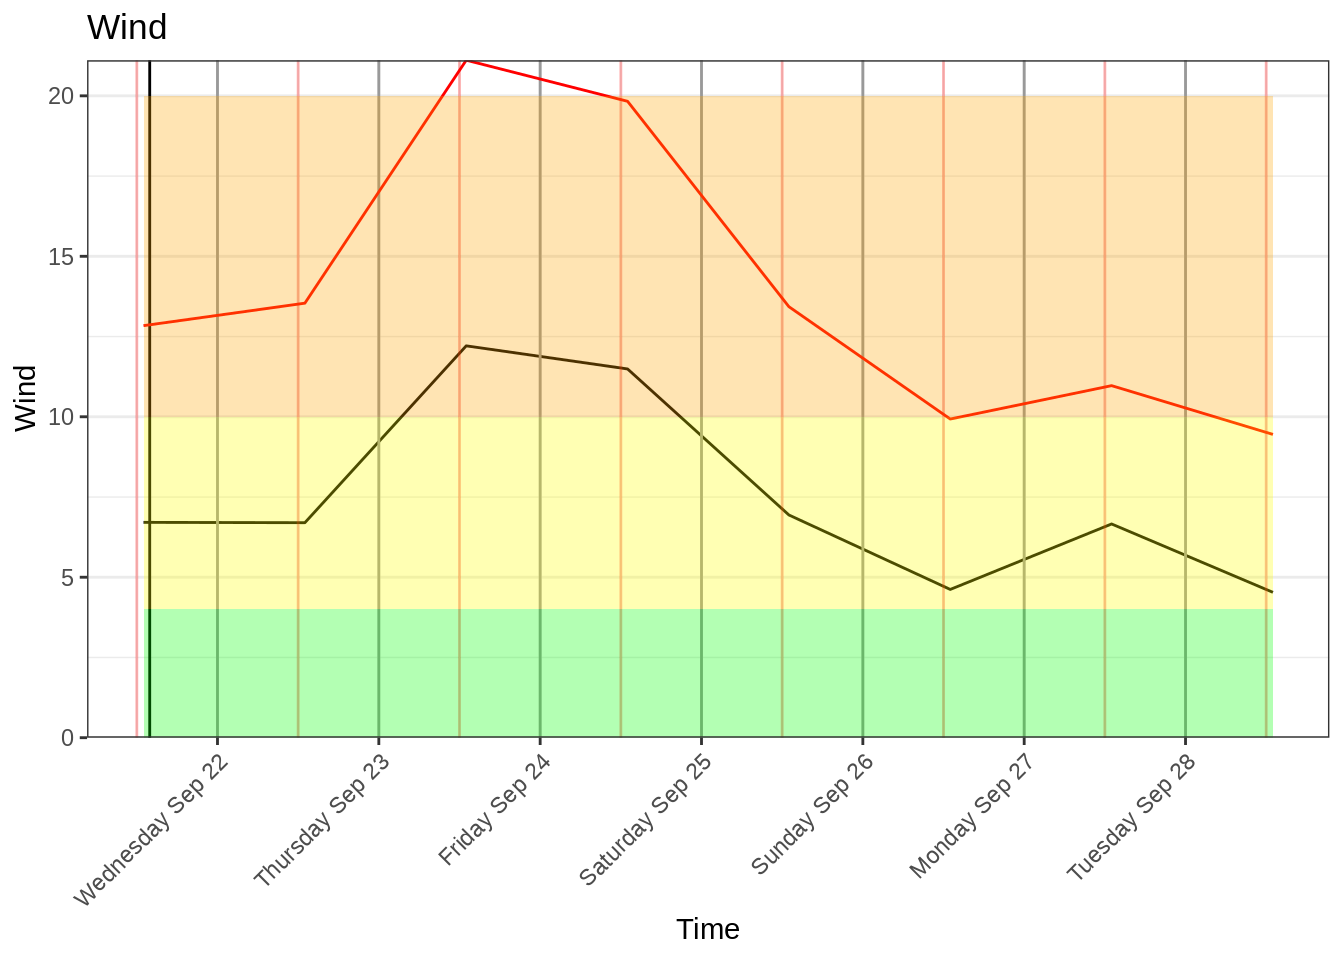 Wind
Wind
20
15
10
5
0
Wednesday Sep 22
Thursday Sep 23
Friday Sep 24
Saturday Sep 25
Sunday Sep 26
Monday Sep 27
Tuesday Sep 28
Time